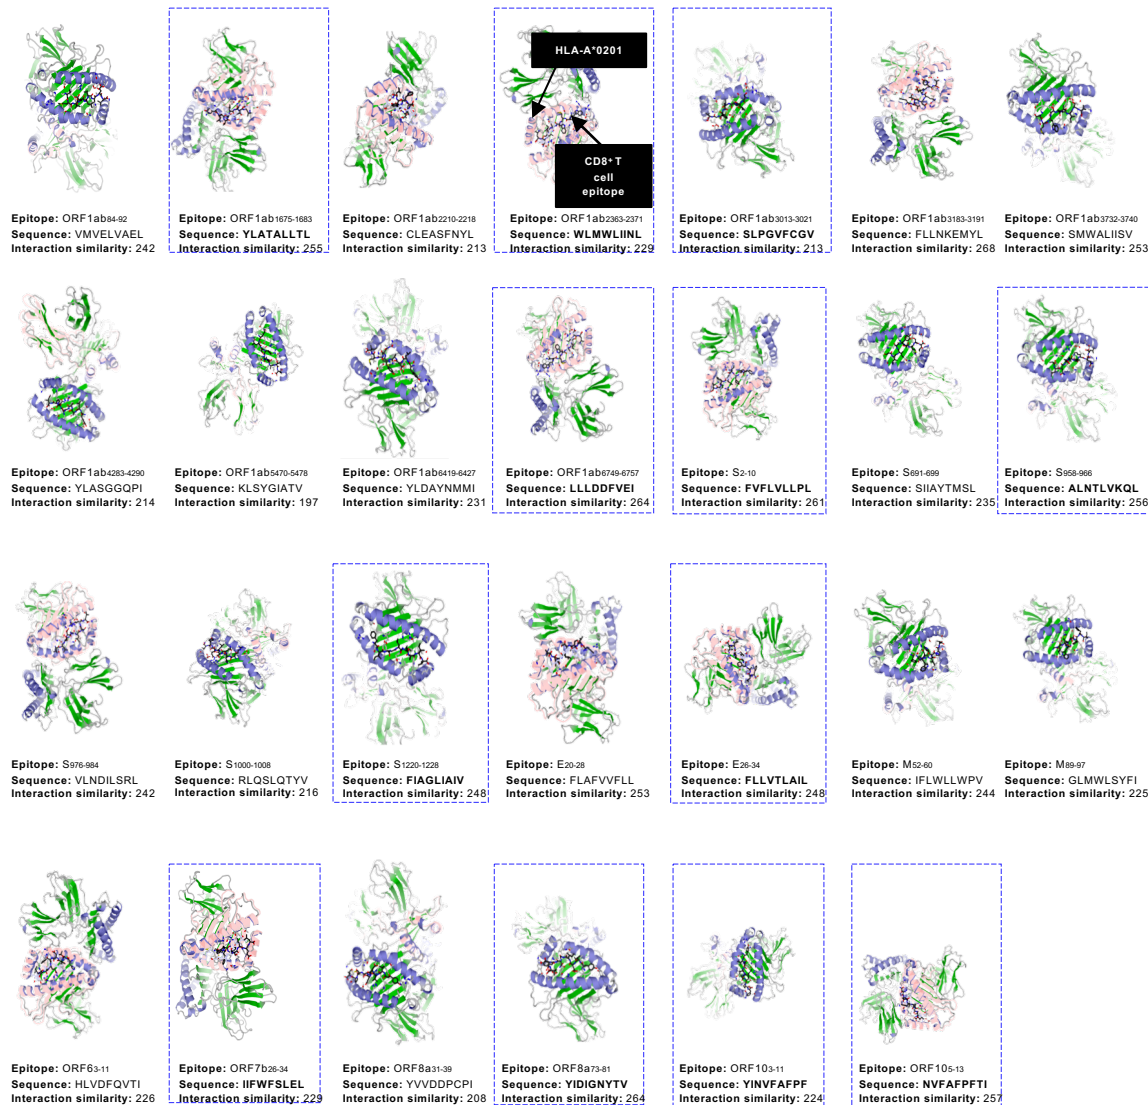 HLA-A*0201
CD8+ T
cell
epitope
Epitope: ORF1ab84-92
Sequence: VMVELVAEL
Interaction similarity: 242
Epitope: ORF1ab1675-1683
Sequence: YLATALLTL
Interaction similarity: 255
Epitope: ORF1ab2210-2218
Sequence: CLEASFNYL
Interaction similarity: 213
Epitope: ORF1ab2363-2371
Sequence: WLMWLIINL
Interaction similarity: 229
Epitope: ORF1ab3013-3021
Sequence: SLPGVFCGV
Interaction similarity: 213
Epitope: ORF1ab3183-3191
Sequence: FLLNKEMYL
Interaction similarity: 268
Epitope: ORF1ab3732-3740
Sequence: SMWALIISV
Interaction similarity: 253
Epitope: ORF1ab4283-4290
Sequence: YLASGGQPI
Interaction similarity: 214
Epitope: ORF1ab5470-5478
Sequence: KLSYGIATV
Interaction similarity: 197
Epitope: ORF1ab6419-6427
Sequence: YLDAYNMMI
Interaction similarity: 231
Epitope: ORF1ab6749-6757
Sequence: LLLDDFVEI
Interaction similarity: 264
Epitope: S2-10
Sequence: FVFLVLLPL
Interaction similarity: 261
Epitope: S691-699
Sequence: SIIAYTMSL
Interaction similarity: 235
Epitope: S958-966
Sequence: ALNTLVKQL
Interaction similarity: 256
Epitope: S976-984
Sequence: VLNDILSRL
Interaction similarity: 242
Epitope: S1000-1008
Sequence: RLQSLQTYV
Interaction similarity: 216
Epitope: S1220-1228
Sequence: FIAGLIAIV
Interaction similarity: 248
Epitope: E20-28
Sequence: FLAFVVFLL
Interaction similarity: 253
Epitope: E26-34
Sequence: FLLVTLAIL
Interaction similarity: 248
Epitope: M52-60
Sequence: IFLWLLWPV
Interaction similarity: 244
Epitope: M89-97
Sequence: GLMWLSYFI
Interaction similarity: 225
Epitope: ORF63-11
Sequence: HLVDFQVTI
Interaction similarity: 226
Epitope: ORF7b26-34
Sequence: IIFWFSLEL
Interaction similarity: 229
Epitope: ORF8a31-39
Sequence: YVVDDPCPI
Interaction similarity: 208
Epitope: ORF8a73-81
Sequence: YIDIGNYTV
Interaction similarity: 264
Epitope: ORF103-11
Sequence: YINVFAFPF
Interaction similarity: 224
Epitope: ORF105-13
Sequence: NVFAFPFTI
Interaction similarity: 257